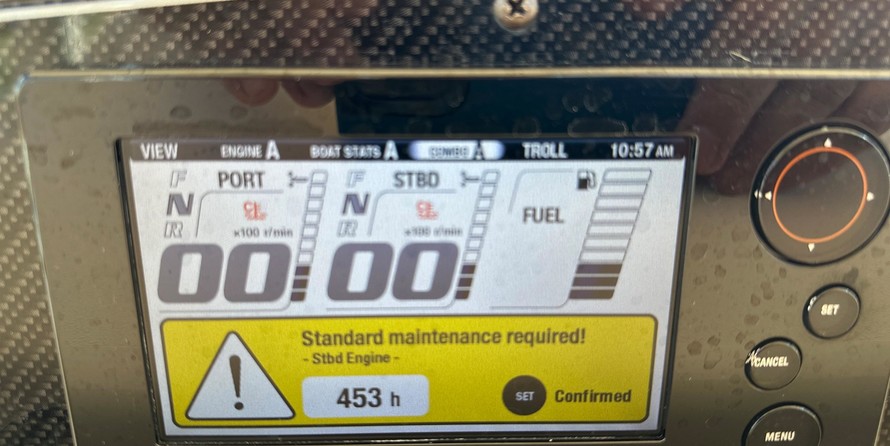 VIEW ENGINE A BOAT STATS A COMBI A TROLL 10:57 AM
F PORT F STBD
N N FUEL
R x100 r/min R x100 r/min
00 00
Standard maintenance required!
- Stbd Engine -
453 h SET Confirmed
SET
CANCEL
MENU